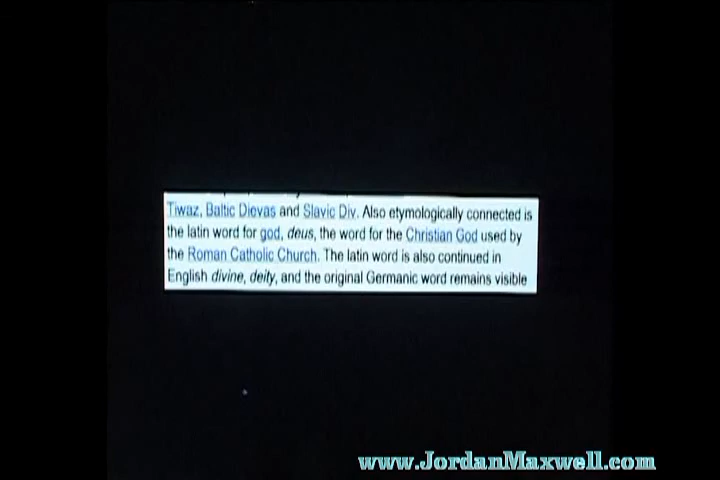 Tiwaz, Baltic Dievas and Slavic Div. Also etymologically connected is
the latin word for god, deus, the word for the Christian God used by
the Roman Catholic Church. The latin word is also continued in
English divine, deity, and the original Germanic word remains visible
www.JordanMaxwell.com